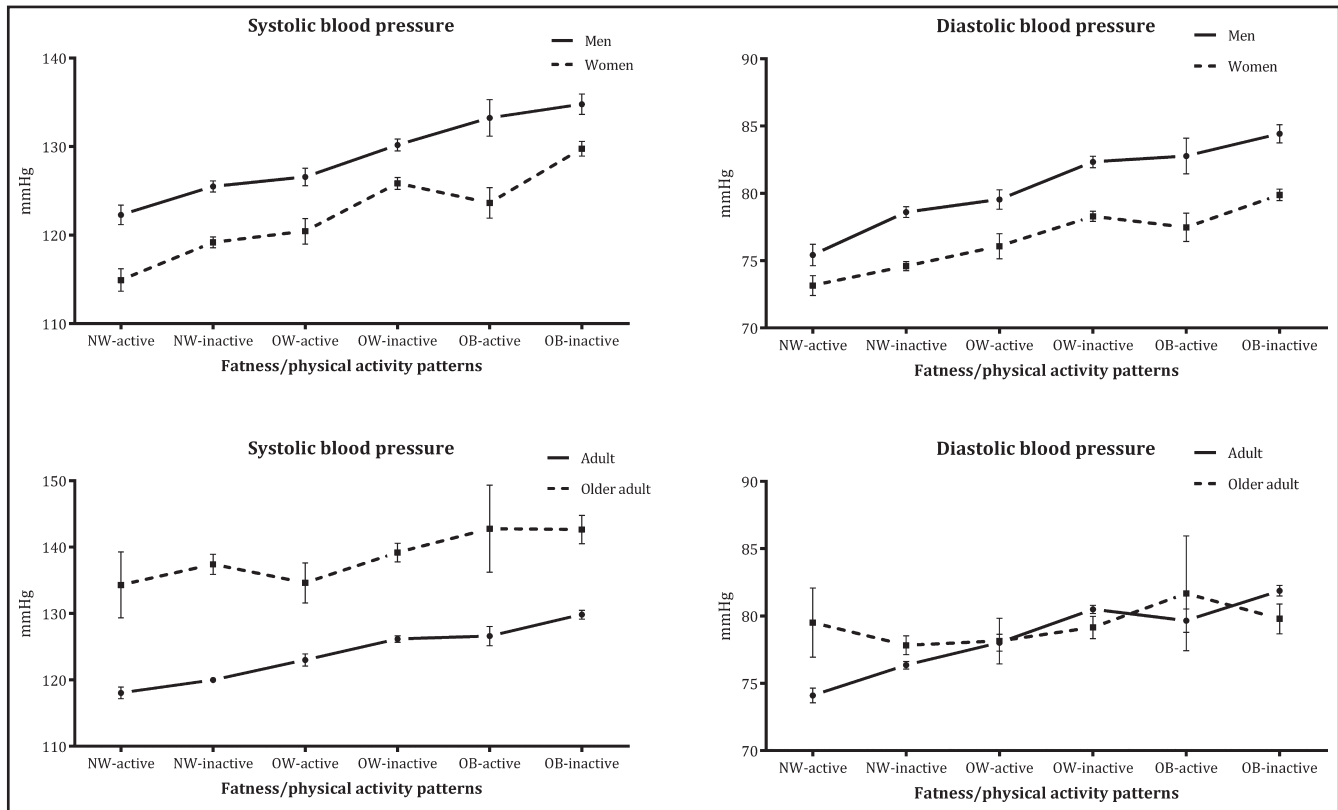 Systolic blood pressure
Men
Women
140
130
120
110
mmHg
NW-active NW-inactive OW-active OW-inactive OB-active OB-inactive
Fatness/physical activity patterns
Diastolic blood pressure
Men
Women
90
85
80
75
70
mmHg
NW-active NW-inactive OW-active OW-inactive OB-active OB-inactive
Fatness/physical activity patterns
Systolic blood pressure
Adult
Older adult
150
140
130
120
110
mmHg
NW-active NW-inactive OW-active OW-inactive OB-active OB-inactive
Fatness/physical activity patterns
Diastolic blood pressure
Adult
Older adult
90
85
80
75
70
mmHg
NW-active NW-inactive OW-active OW-inactive OB-active OB-inactive
Fatness/physical activity patterns